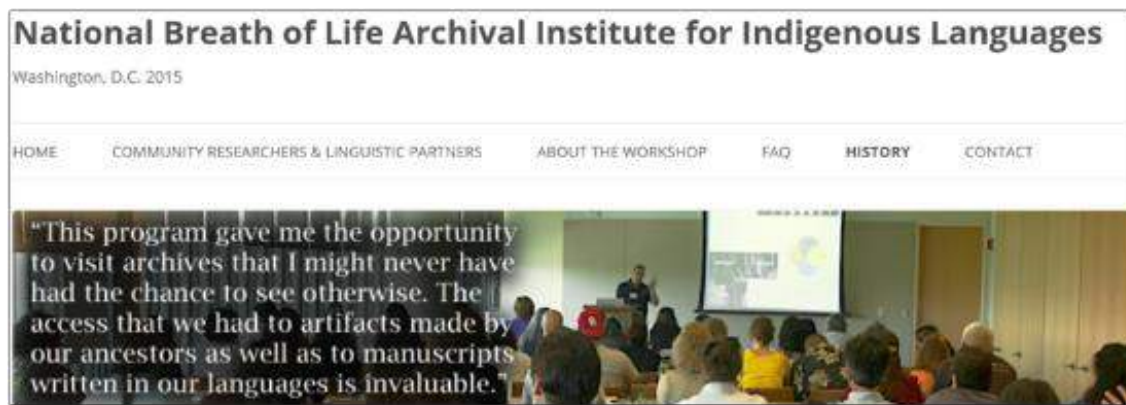 National Breath of Life Archival Institute for Indigenous Languages
Washington, D.C. 2015
HOME COMMUNITY RESEARCHERS & LINGUISTIC PARTNERS ABOUT THE WORKSHOP FAQ HISTORY CONTACT
“This program gave me the opportunity
to visit archives that I might never have
had the chance to see otherwise. The
access that we had to artifacts made by
our ancestors as well as to manuscripts
written in our languages is invaluable.”